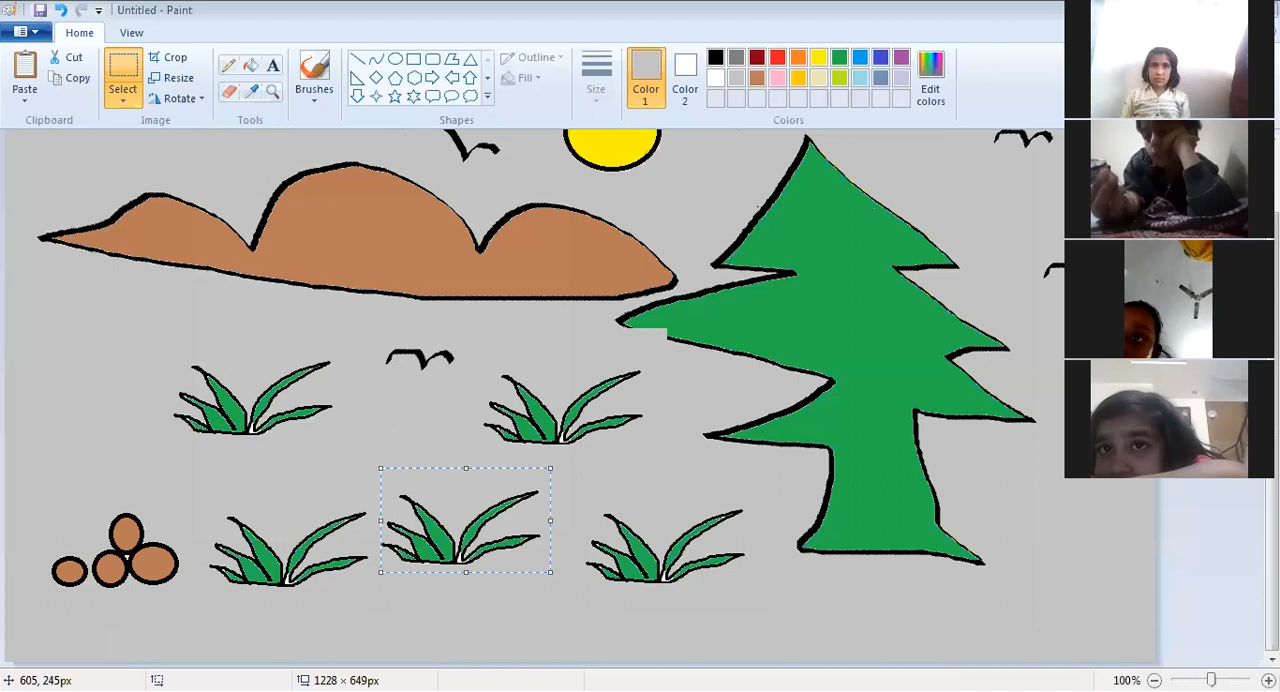 Untitled - Paint
Home View
Paste
Cut
Copy
Clipboard
Select
Crop
Resize
Rotate
Image
A
Tools
Brushes
Outline
Fill
Shapes
Size
Color 1
Color 2
Edit colors
Colors
605, 245px
1228 × 649px
100%